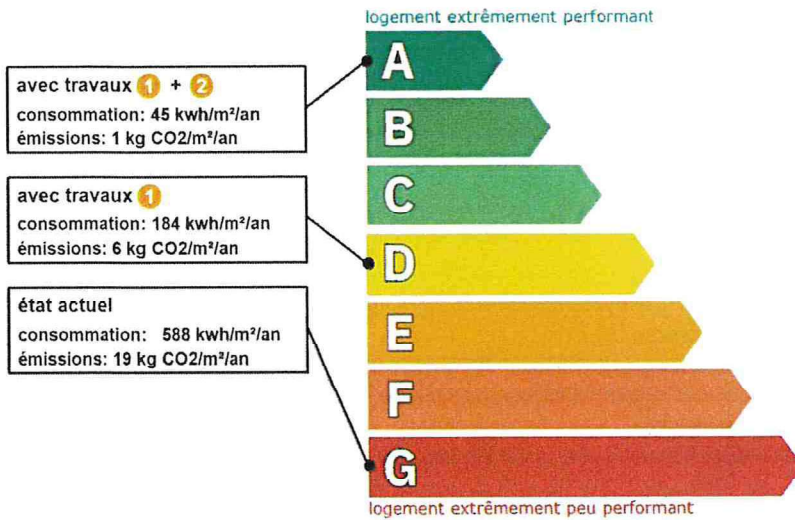 logement extrêmement performant
A
avec travaux 1 + 2
consommation: 45 kwh/m²/an
émissions: 1 kg CO2/m²/an
B
C
avec travaux 1
consommation: 184 kwh/m²/an
émissions: 6 kg CO2/m²/an
D
état actuel
consommation: 588 kwh/m²/an
émissions: 19 kg CO2/m²/an
E
F
G
logement extrêmement peu performant